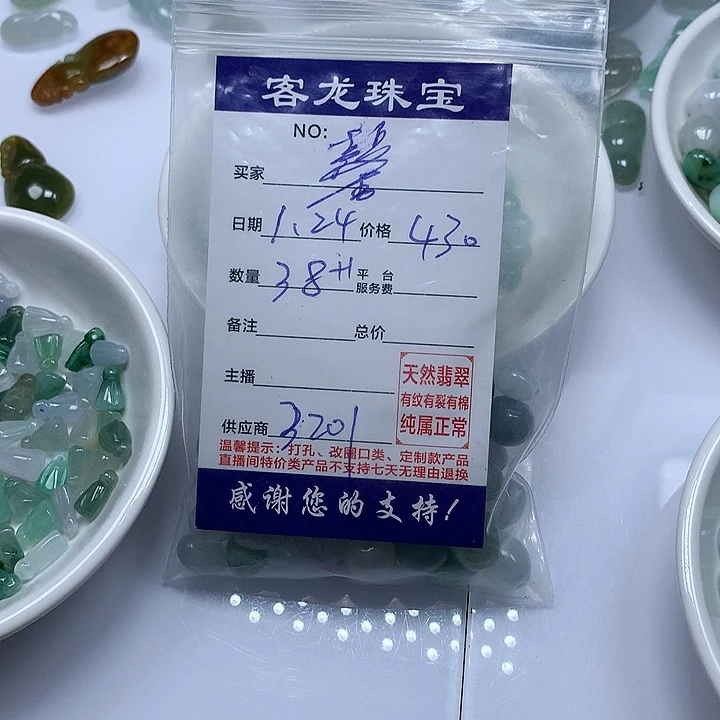 客龙珠宝
NO:
买家
日期 1.24 价格 430
数量 38+1 平台服务费
备注 总价
主播
天然翡翠
有纹有裂有棉
纯属正常
供应商 3201
温馨提示：打孔、改圈口类、定制款产品
直播间特价类产品不支持七天无理由退换
感谢您的支持！